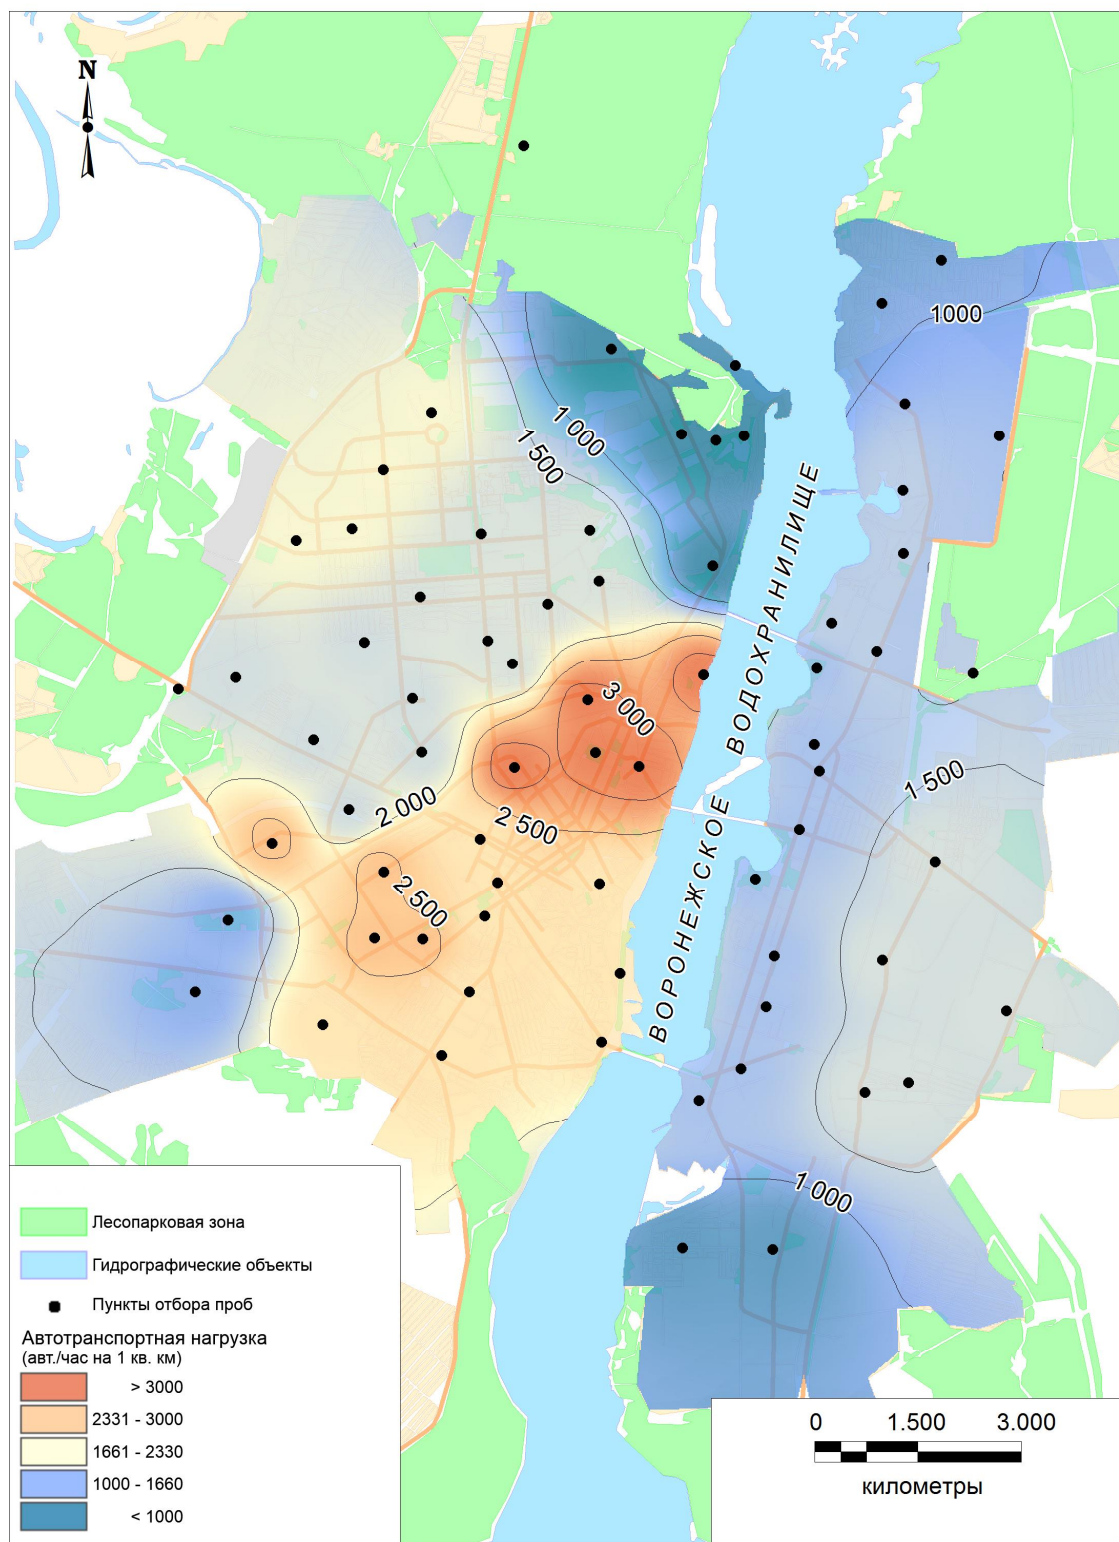 N
1000
1 000
1 500
3 000
ВОРОНЕЖСКОЕ ВОДОХРАНИЛИЩЕ
1 500
2 000
2 500
2 500
1 000
Лесопарковая зона
Гидрографические объекты
Пункты отбора проб
Автотранспортная нагрузка
(авт./час на 1 кв. км)
> 3000
2331 - 3000
1661 - 2330
1000 - 1660
< 1000
0 1.500 3.000
километры